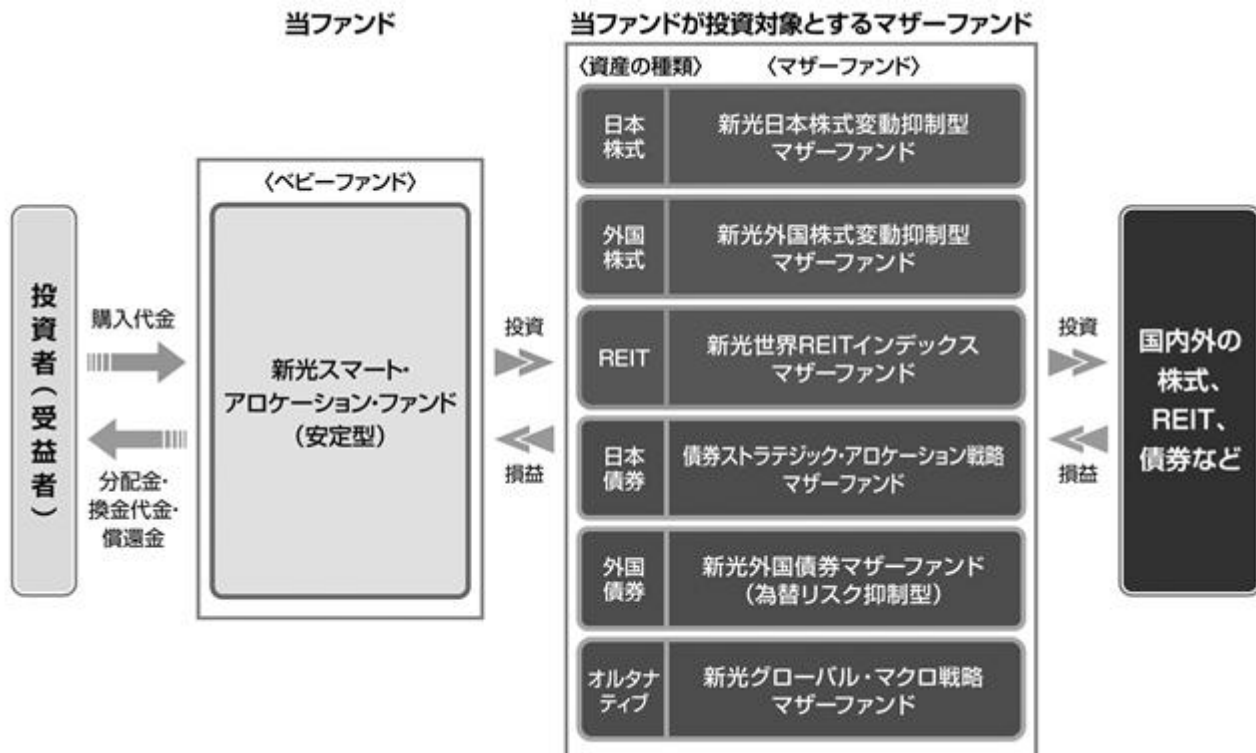 当ファンド
当ファンドが投資対象とするマザーファンド
〈資産の種類〉
〈マザーファンド〉
投資者(受益者)
購入代金
分配金・
換金代金・
償還金
〈ベビーファンド〉
新光スマート・
アロケーション・ファンド
(安定型)
投資
損益
日本
株式
新光日本株式変動抑制型
マザーファンド
外国
株式
新光外国株式変動抑制型
マザーファンド
REIT
新光世界REITインデックス
マザーファンド
日本
債券
債券ストラテジック・アロケーション戦略
マザーファンド
外国
債券
新光外国債券マザーファンド
(為替リスク抑制型)
オルタナ
ティブ
新光グローバル・マクロ戦略
マザーファンド
投資
損益
国内外の
株式、
REIT、
債券など